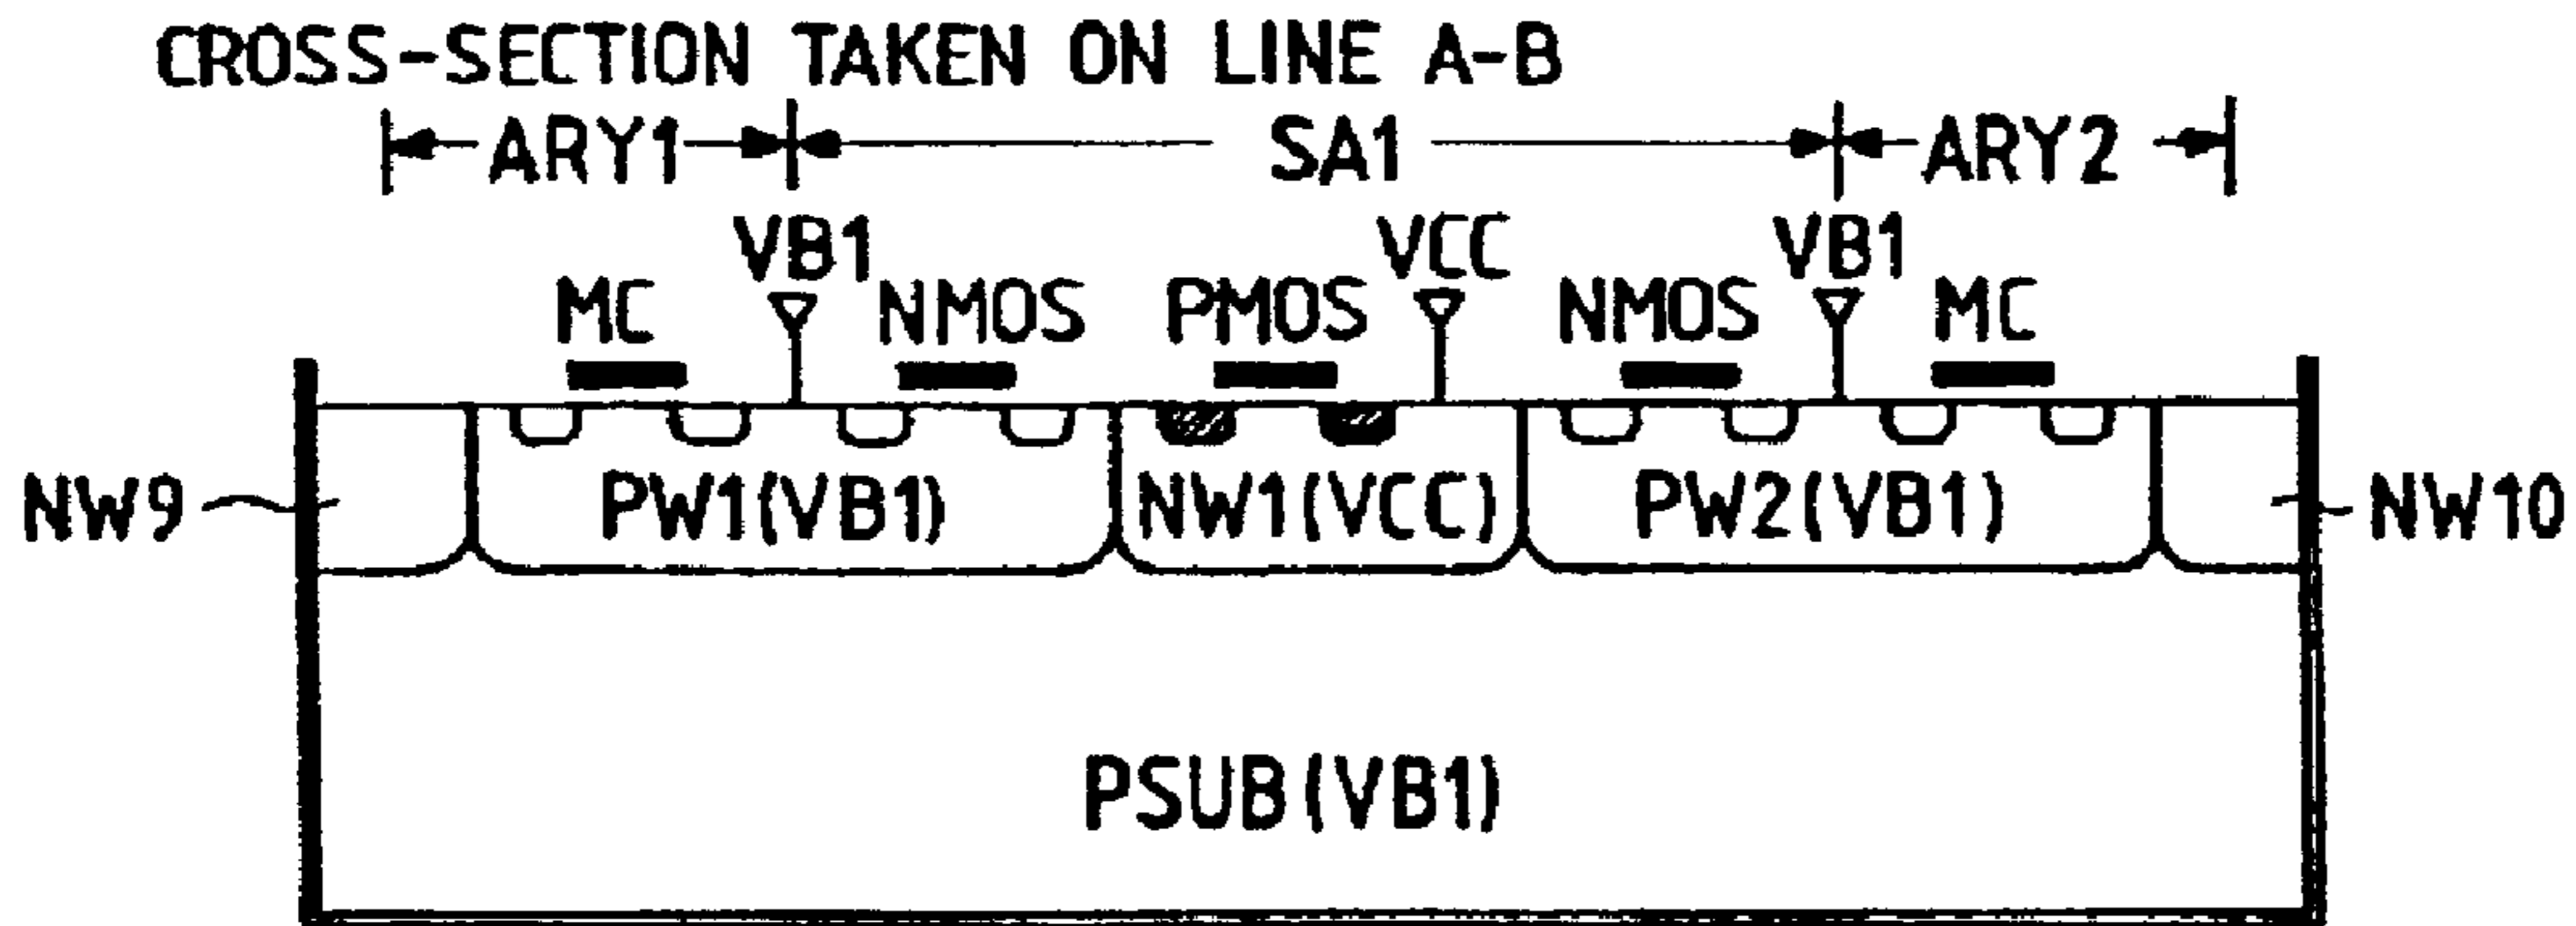 CROSS-SECTION TAKEN ON LINE A-B
ARY1 SA1 ARY2
VB1 VCC VB1
MC NMOS PMOS NMOS MC
NW9 PW1(VB1) NW1(VCC) PW2(VB1) NW10
PSUB(VB1)